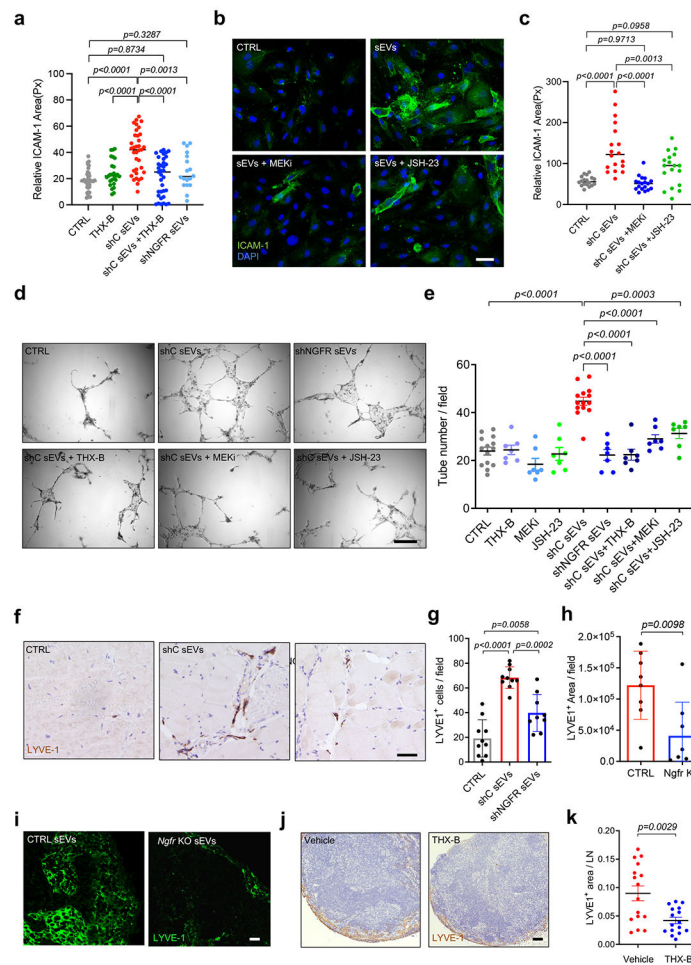 a
p=0.3287
p=0.8734
p<0.0001 p=0.0013
p<0.0001 p<0.0001
Relative ICAM-1 Area(Px)
100
80
60
40
20
0
CTRL
THX-B
shC sEVs
shC sEVs +THX-B
shNGFR sEVs
b
CTRL
sEVs
sEVs + MEKi
sEVs + JSH-23
ICAM-1
DAPI
c
p=0.0958
p=0.9713
p=0.0013
p<0.0001 p<0.0001
Relative ICAM-1 Area(Px)
300
200
100
0
CTRL
shC sEVs
shC sEVs+MEKi
shC sEVs+JSH-23
d
CTRL
shC sEVs
shNGFR sEVs
shC sEVs + THX-B
shC sEVs + MEKi
shC sEVs + JSH-23
e
p<0.0001 p=0.0003
p<0.0001
p<0.0001
p<0.0001
Tube number / field
60
40
20
0
CTRL
THX-B
MEKi
JSH-23
shC sEVs
shNGFR sEVs
shC sEVs+THX-B
shC sEVs+MEKi
shC sEVs+JSH-23
f
CTRL
shC sEVs
LYVE-1
g
p=0.0058
p<0.0001 p=0.0002
LYVE1+ cells / field
100
80
60
40
20
0
CTRL
shC sEVs
shNGFR sEVs
h
p=0.0098
LYVE1+ Area / field
2.0×10⁵
1.5×10⁵
1.0×10⁵
5.0×10⁴
0
CTRL
Ngfr K
i
CTRL sEVs
Ngfr KO sEVs
LYVE-1
j
Vehicle
THX-B
LYVE-1
k
p=0.0029
LYVE1+ area / LN
0.20
0.15
0.10
0.05
0.00
Vehicle
THX-B